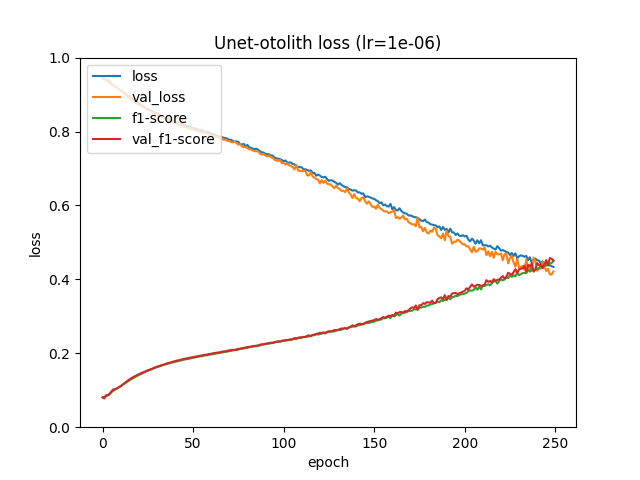 Unet-otolith loss (lr=1e-06)
1.0
0.8
0.6
0.4
0.2
0.0
loss
loss
val_loss
f1-score
val_f1-score
0 50 100 150 200 250
epoch